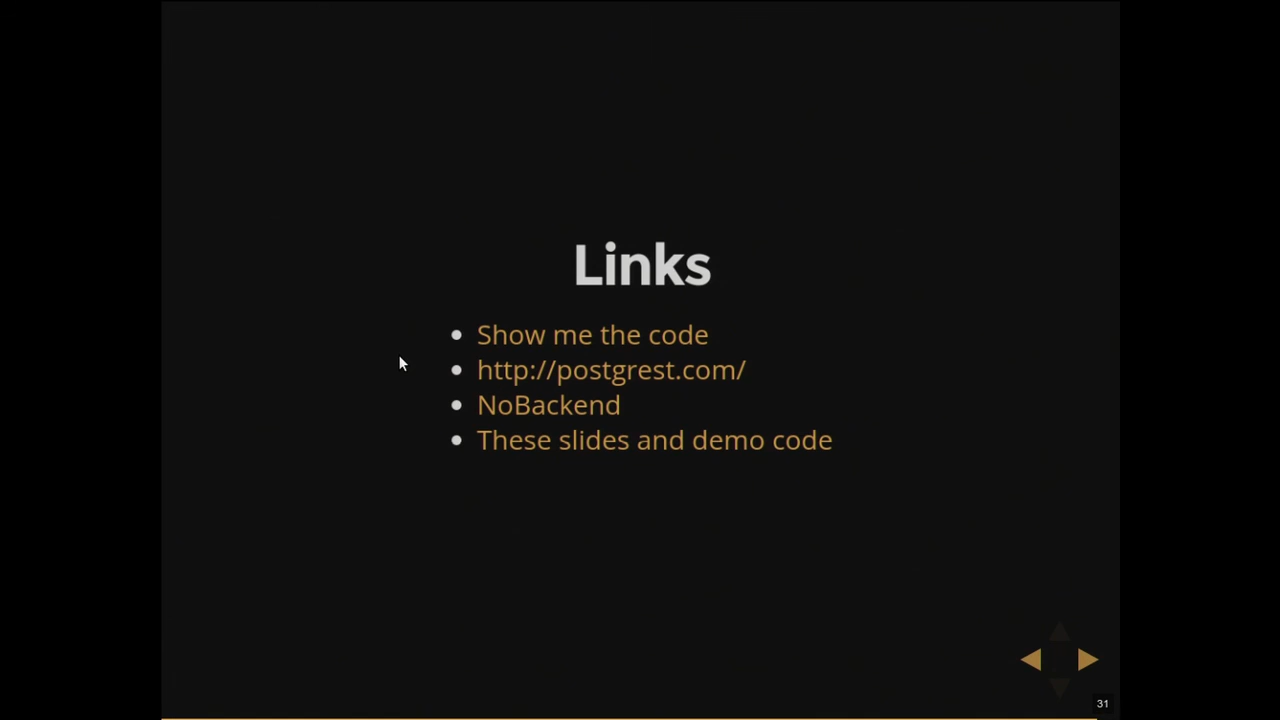 Links
Show me the code
http://postgrest.com/
NoBackend
These slides and demo code
31